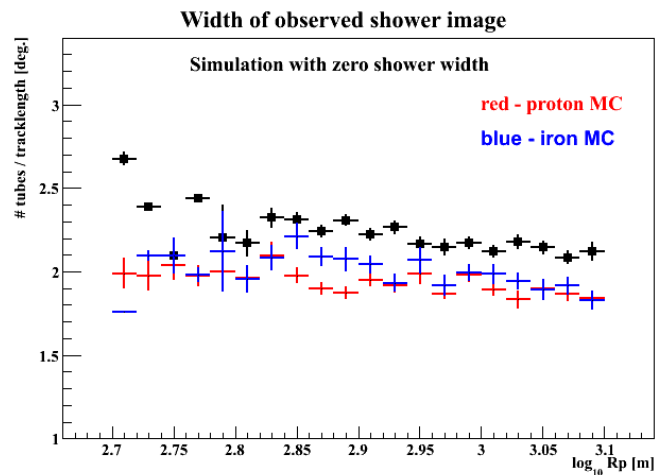 Width of observed shower image
# tubes / tracklength [deg.]
Simulation with zero shower width
red - proton MC
blue - iron MC
3
2.5
2
1.5
1
2.7 2.75 2.8 2.85 2.9 2.95 3 3.05 3.1
log10 Rp [m]